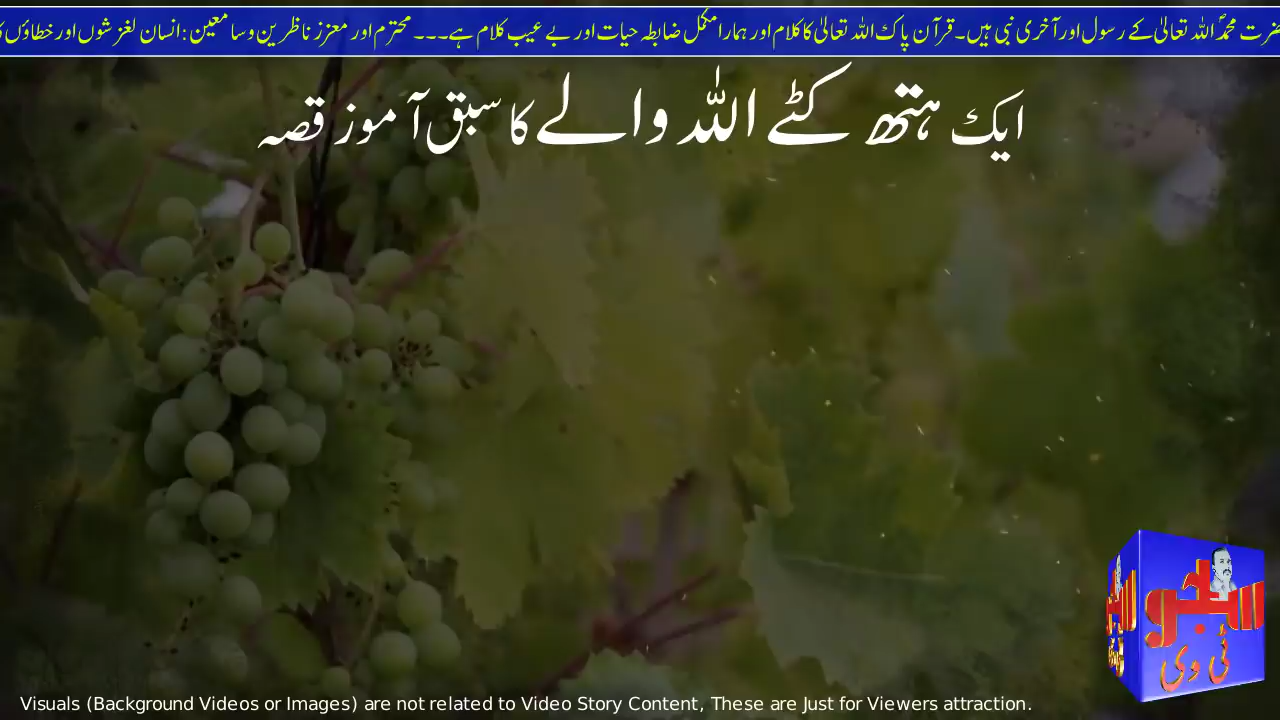 حضرت محمدؐ اللہ تعالیٰ کے رسول اور آخری نبی ہیں۔ قرآن پاک اللہ تعالیٰ کا کلام اور ہمارا مکمل ضابطہ حیات اور بے عیب کلام ہے۔۔۔ محترم اور معزز ناظرین و سامعین : انسان لغزشوں اور خطاؤں
ایک ہتھ کٹے اللہ والے کا سبق آموز قصہ
ٹی وی
Visuals (Background Videos or Images) are not related to Video Story Content, These are Just for Viewers attraction.